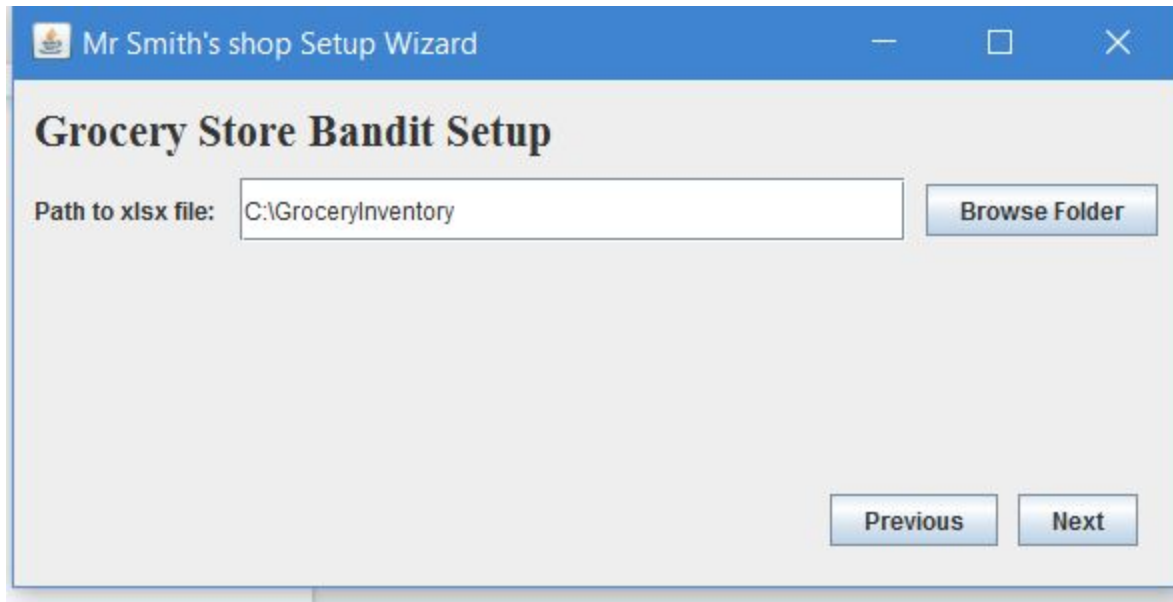 Mr Smith's shop Setup Wizard
Grocery Store Bandit Setup
Path to xlsx file: C:\GroceryInventory Browse Folder
Previous Next